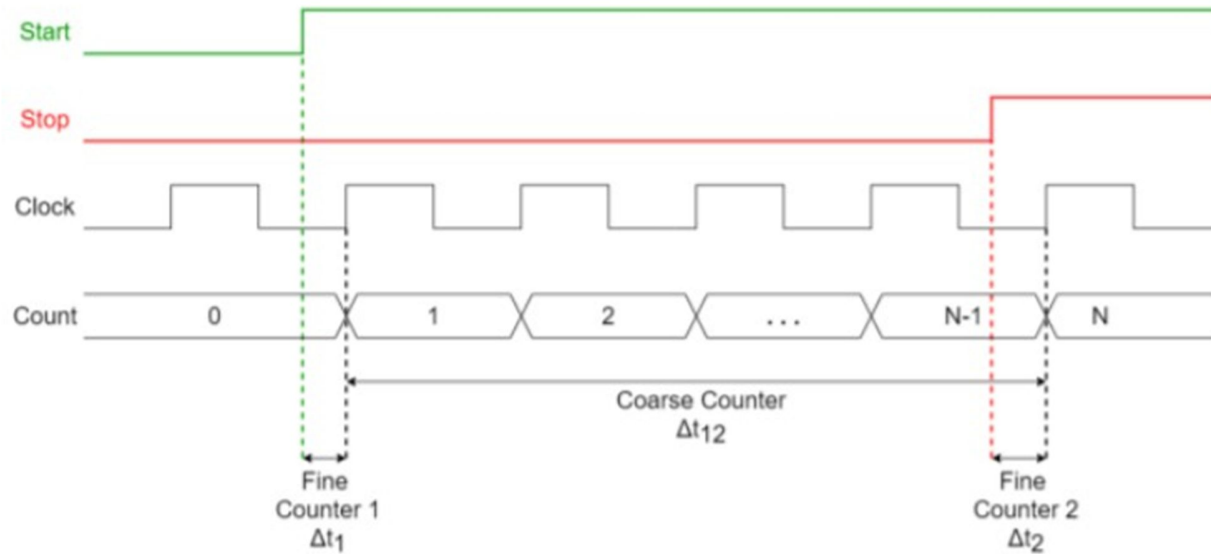 Start
Stop
Clock
Count
0
1
2
...
N-1
N
Coarse Counter
Δt12
Fine
Counter 1
Δt1
Fine
Counter 2
Δt2